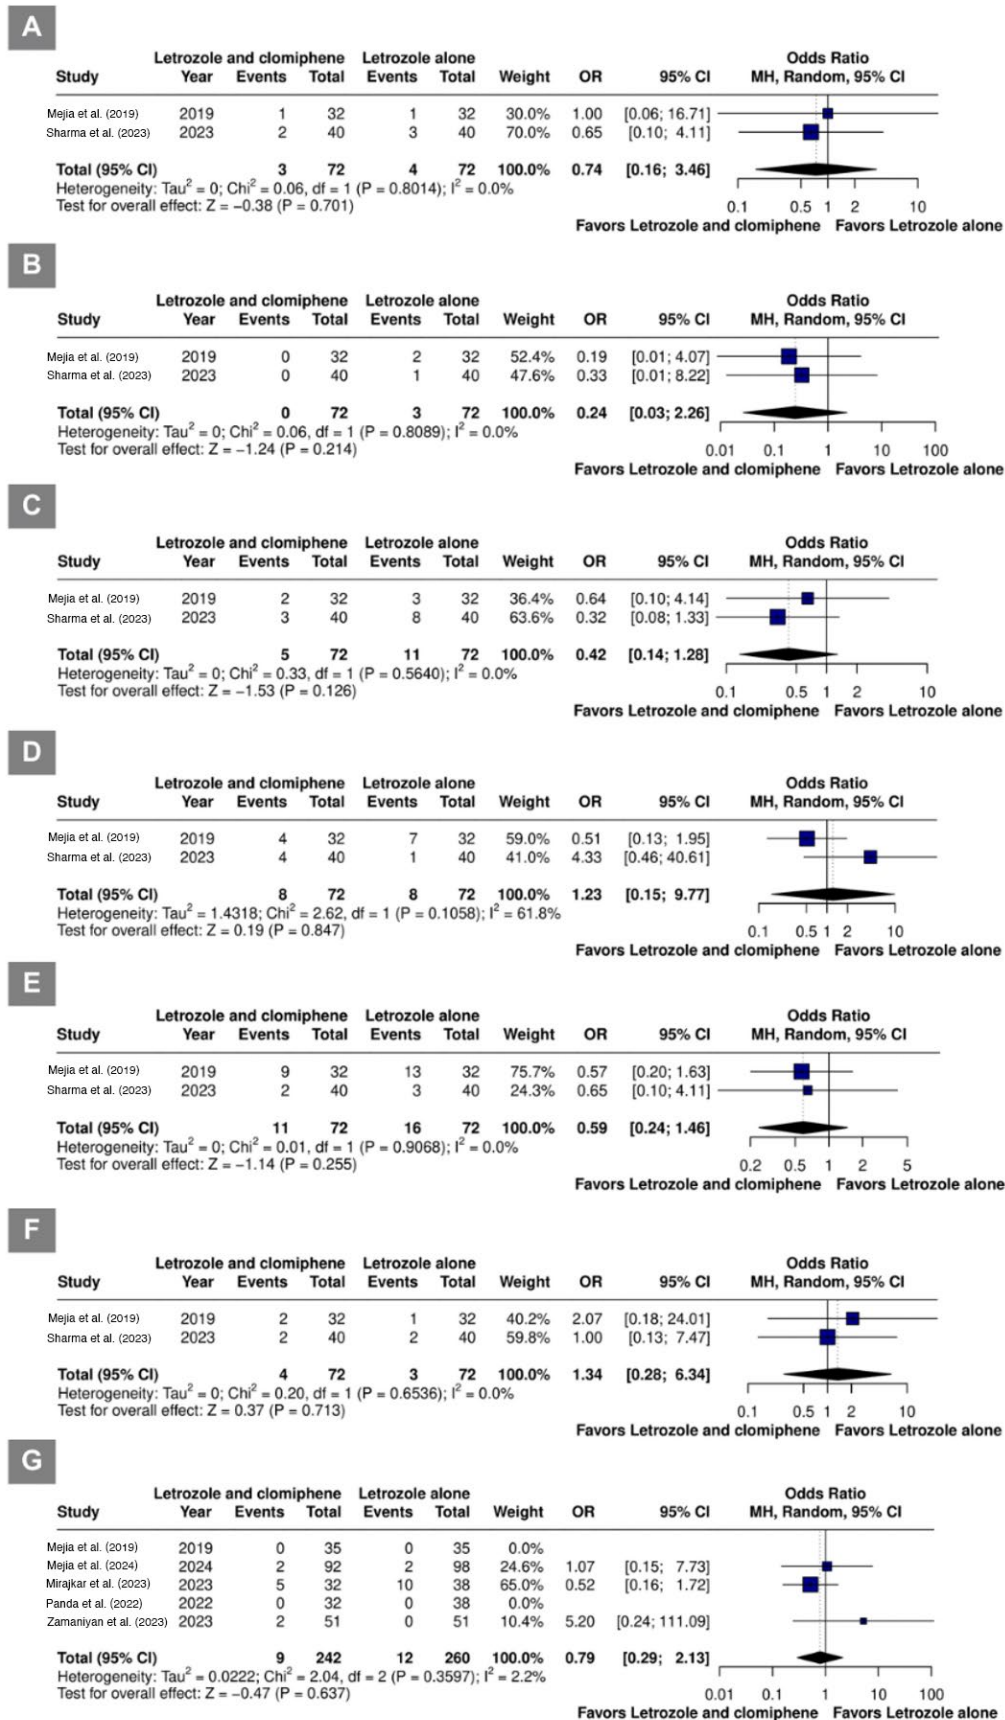 A
Letrozole and clomiphene Letrozole alone Odds Ratio
Study Year Events Total Events Total Weight OR 95% CI MH, Random, 95% CI
Mejia et al. (2019) 2019 1 32 1 32 30.0% 1.00 [0.06; 16.71]
Sharma et al. (2023) 2023 2 40 3 40 70.0% 0.65 [0.10; 4.11]
Total (95% CI) 3 72 4 72 100.0% 0.74 [0.16; 3.46]
Heterogeneity: Tau² = 0; Chi² = 0.06, df = 1 (P = 0.8014); I² = 0.0%
Test for overall effect: Z = −0.38 (P = 0.701)
0.1 0.5 1 2 10
Favors Letrozole and clomiphene Favors Letrozole alone
B
Letrozole and clomiphene Letrozole alone Odds Ratio
Study Year Events Total Events Total Weight OR 95% CI MH, Random, 95% CI
Mejia et al. (2019) 2019 0 32 2 32 52.4% 0.19 [0.01; 4.07]
Sharma et al. (2023) 2023 0 40 1 40 47.6% 0.33 [0.01; 8.22]
Total (95% CI) 0 72 3 72 100.0% 0.24 [0.03; 2.26]
Heterogeneity: Tau² = 0; Chi² = 0.06, df = 1 (P = 0.8089); I² = 0.0%
Test for overall effect: Z = −1.24 (P = 0.214)
0.01 0.1 1 10 100
Favors Letrozole and clomiphene Favors Letrozole alone
C
Letrozole and clomiphene Letrozole alone Odds Ratio
Study Year Events Total Events Total Weight OR 95% CI MH, Random, 95% CI
Mejia et al. (2019) 2019 2 32 3 32 36.4% 0.64 [0.10; 4.14]
Sharma et al. (2023) 2023 3 40 8 40 63.6% 0.32 [0.08; 1.33]
Total (95% CI) 5 72 11 72 100.0% 0.42 [0.14; 1.28]
Heterogeneity: Tau² = 0; Chi² = 0.33, df = 1 (P = 0.5640); I² = 0.0%
Test for overall effect: Z = −1.53 (P = 0.126)
0.1 0.5 1 2 10
Favors Letrozole and clomiphene Favors Letrozole alone
D
Letrozole and clomiphene Letrozole alone Odds Ratio
Study Year Events Total Events Total Weight OR 95% CI MH, Random, 95% CI
Mejia et al. (2019) 2019 4 32 7 32 59.0% 0.51 [0.13; 1.95]
Sharma et al. (2023) 2023 4 40 1 40 41.0% 4.33 [0.46; 40.61]
Total (95% CI) 8 72 8 72 100.0% 1.23 [0.15; 9.77]
Heterogeneity: Tau² = 1.4318; Chi² = 2.62, df = 1 (P = 0.1058); I² = 61.8%
Test for overall effect: Z = 0.19 (P = 0.847)
0.1 0.5 1 2 10
Favors Letrozole and clomiphene Favors Letrozole alone
E
Letrozole and clomiphene Letrozole alone Odds Ratio
Study Year Events Total Events Total Weight OR 95% CI MH, Random, 95% CI
Mejia et al. (2019) 2019 9 32 13 32 75.7% 0.57 [0.20; 1.63]
Sharma et al. (2023) 2023 2 40 3 40 24.3% 0.65 [0.10; 4.11]
Total (95% CI) 11 72 16 72 100.0% 0.59 [0.24; 1.46]
Heterogeneity: Tau² = 0; Chi² = 0.01, df = 1 (P = 0.9068); I² = 0.0%
Test for overall effect: Z = −1.14 (P = 0.255)
0.2 0.5 1 2 5
Favors Letrozole and clomiphene Favors Letrozole alone
F
Letrozole and clomiphene Letrozole alone Odds Ratio
Study Year Events Total Events Total Weight OR 95% CI MH, Random, 95% CI
Mejia et al. (2019) 2019 2 32 1 32 40.2% 2.07 [0.18; 24.01]
Sharma et al. (2023) 2023 2 40 2 40 59.8% 1.00 [0.13; 7.47]
Total (95% CI) 4 72 3 72 100.0% 1.34 [0.28; 6.34]
Heterogeneity: Tau² = 0; Chi² = 0.20, df = 1 (P = 0.6536); I² = 0.0%
Test for overall effect: Z = 0.37 (P = 0.713)
0.1 0.5 1 2 10
Favors Letrozole and clomiphene Favors Letrozole alone
G
Letrozole and clomiphene Letrozole alone Odds Ratio
Study Year Events Total Events Total Weight OR 95% CI MH, Random, 95% CI
Mejia et al. (2019) 2019 0 35 0 35 0.0%
Mejia et al. (2024) 2024 2 92 2 98 24.6% 1.07 [0.15; 7.73]
Mirajkar et al. (2023) 2023 5 32 10 38 65.0% 0.52 [0.16; 1.72]
Panda et al. (2022) 2022 0 32 0 38 0.0%
Zamaniyan et al. (2023) 2023 2 51 0 51 10.4% 5.20 [0.24; 111.09]
Total (95% CI) 9 242 12 260 100.0% 0.79 [0.29; 2.13]
Heterogeneity: Tau² = 0.0222; Chi² = 2.04, df = 2 (P = 0.3597); I² = 2.2%
Test for overall effect: Z = −0.47 (P = 0.637)
0.01 0.1 1 10 100
Favors Letrozole and clomiphene Favors Letrozole alone